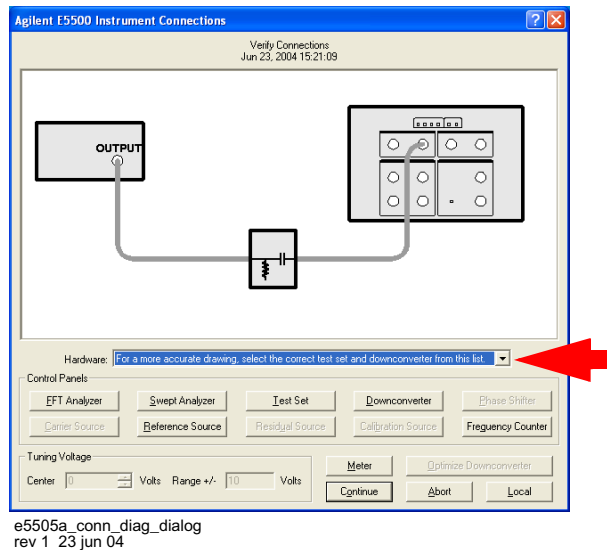 Agilent E5500 Instrument Connections
Verify Connections
Jun 23, 2004 15:21:09
OUTPUT
Hardware: For a more accurate drawing, select the correct test set and downconverter from this list.
Control Panels
FFT Analyzer Swept Analyzer Test Set Downconverter Phase Shifter
Carrier Source Reference Source Residual Source Calibration Source Frequency Counter
Tuning Voltage
Center 0 Volts Range +/- 10 Volts
Meter Optimize Downconverter
Continue Abort Local
e5505a_conn_diag_dialog
rev 1 23 jun 04